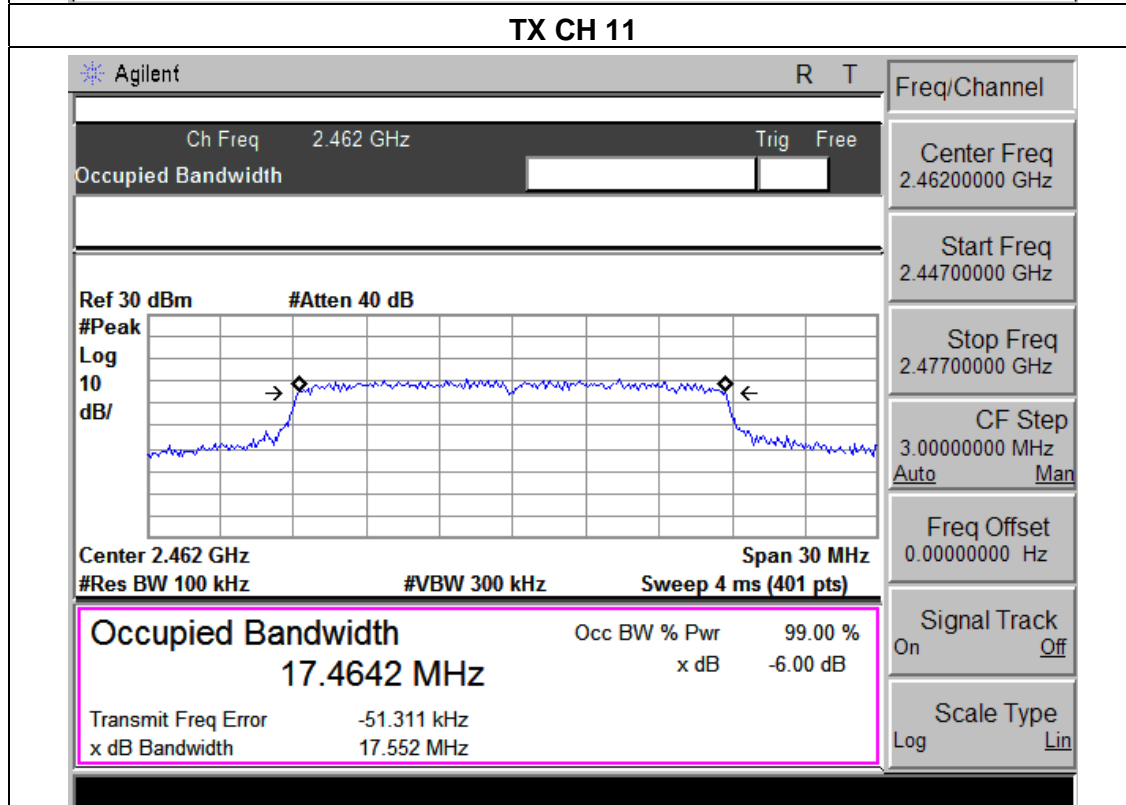 TX CH 11
Agilent R T
Ch Freq 2.462 GHz Trig Free
Occupied Bandwidth
Ref 30 dBm #Atten 40 dB
#Peak
Log
10
dB/
Center 2.462 GHz Span 30 MHz
#Res BW 100 kHz #VBW 300 kHz Sweep 4 ms (401 pts)
Occupied Bandwidth
17.4642 MHz
Occ BW % Pwr 99.00 %
x dB -6.00 dB
Transmit Freq Error -51.311 kHz
x dB Bandwidth 17.552 MHz
Freq/Channel
Center Freq
2.46200000 GHz
Start Freq
2.44700000 GHz
Stop Freq
2.47700000 GHz
CF Step
3.00000000 MHz
Auto Man
Freq Offset
0.00000000 Hz
Signal Track
On Off
Scale Type
Log Lin